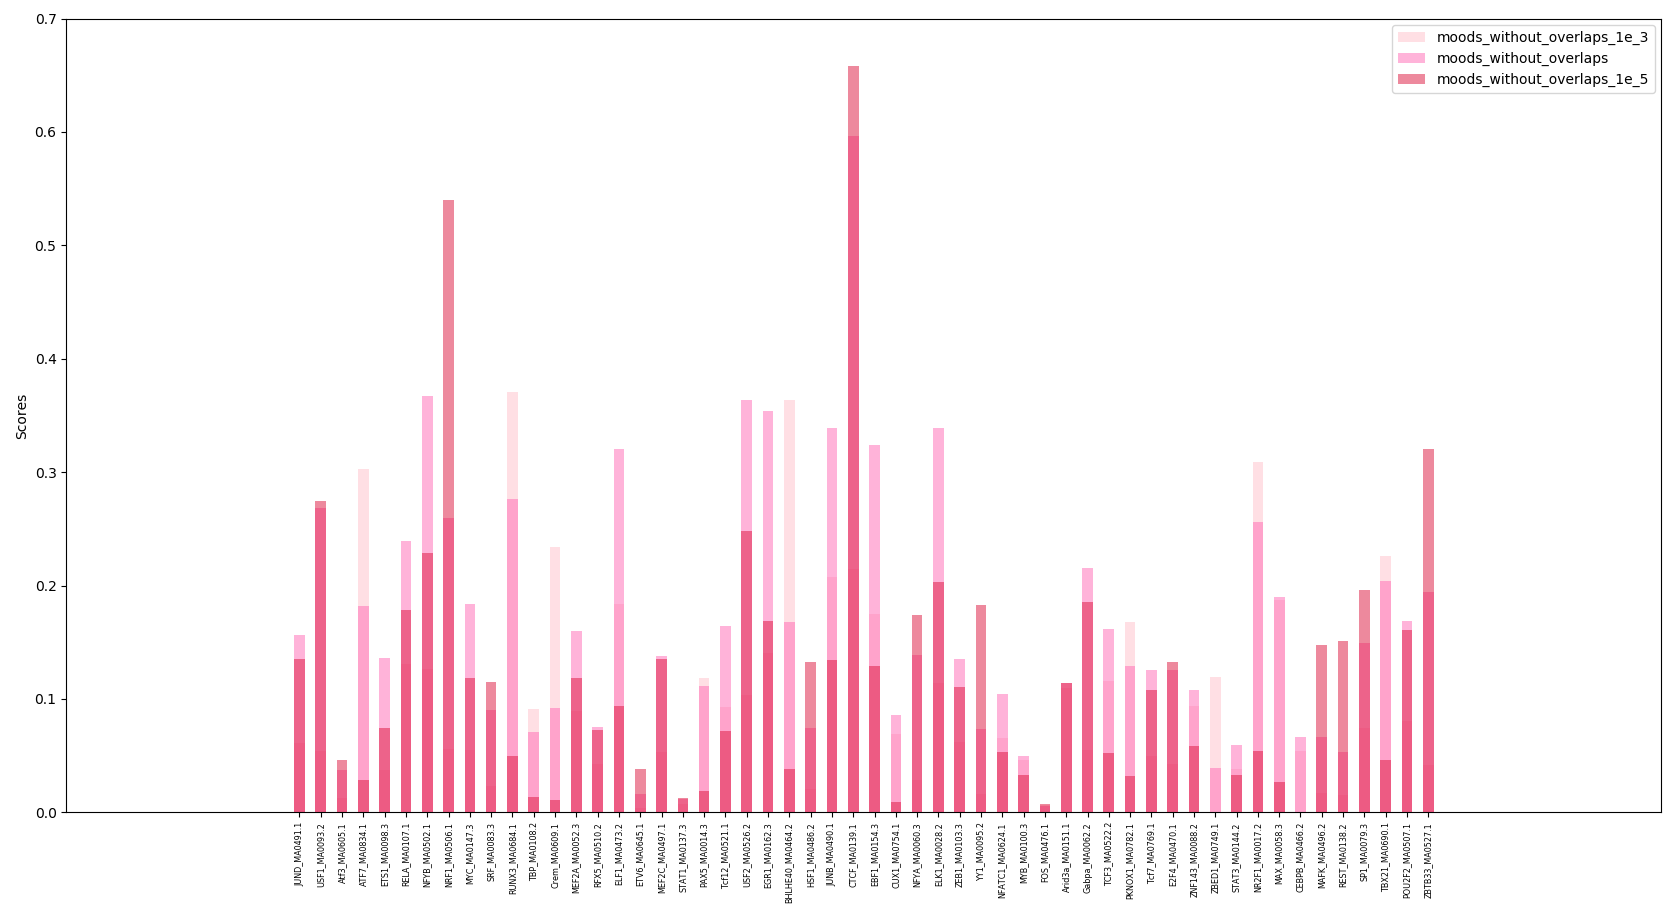 0.7
0.6
0.5
0.4
0.3
0.2
0.1
0.0
Scores
moods_without_overlaps_1e_3
moods_without_overlaps
moods_without_overlaps_1e_5
JUND_MA0491.1
USF1_MA0093.2
Atf3_MA0605.1
ATF7_MA0834.1
ETS1_MA0098.3
RELA_MA0107.1
NFYB_MA0502.1
NRF1_MA0506.1
MYC_MA0147.3
SRF_MA0083.3
RUNX3_MA0684.1
TBP_MA0108.2
Crem_MA0609.1
MEF2A_MA0052.3
RFX5_MA0510.2
ELF1_MA0473.2
ETV6_MA0645.1
MEF2C_MA0497.1
STAT1_MA0137.3
PAX5_MA0014.3
Tcf12_MA0521.1
USF2_MA0526.2
EGR1_MA0162.3
BHLHE40_MA0464.2
HSF1_MA0486.2
JUNB_MA0490.1
CTCF_MA0139.1
EBF1_MA0154.3
CUX1_MA0754.1
NFYA_MA0060.3
ELK1_MA0028.2
ZEB1_MA0103.3
YY1_MA0095.2
NFATC1_MA0624.1
MYB_MA0100.3
FOS_MA0476.1
Arid3a_MA0151.1
Gabpa_MA0062.2
TCF3_MA0522.2
PKNOX1_MA0782.1
Tcf7_MA0769.1
E2F4_MA0470.1
ZNF143_MA0088.2
ZBED1_MA0749.1
STAT3_MA0144.2
NR2F1_MA0017.2
MAX_MA0058.3
CEBPB_MA0466.2
MAFK_MA0496.2
REST_MA0138.2
SP1_MA0079.3
TBX21_MA0690.1
POU2F2_MA0507.1
ZBTB33_MA0527.1